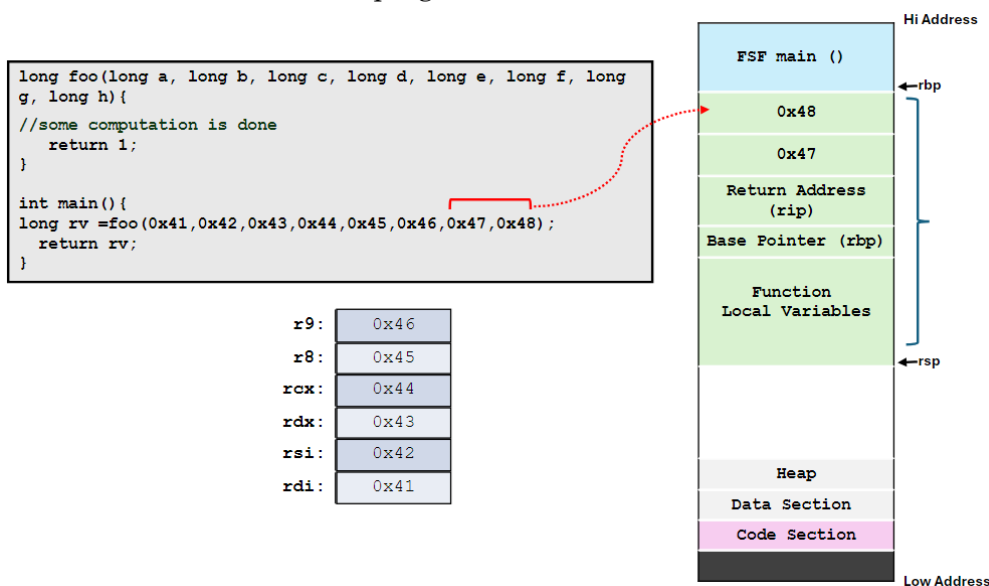 Hi Address
long foo(long a, long b, long c, long d, long e, long f, long
g, long h){
//some computation is done
return 1;
}
int main(){
long rv =foo(0x41,0x42,0x43,0x44,0x45,0x46,0x47,0x48);
return rv;
}
r9: 0x46
r8: 0x45
rcx: 0x44
rdx: 0x43
rsi: 0x42
rdi: 0x41
FSF main ()
rbp
0x48
0x47
Return Address
(rip)
Base Pointer (rbp)
Function
Local Variables
rsp
Heap
Data Section
Code Section
Low Address